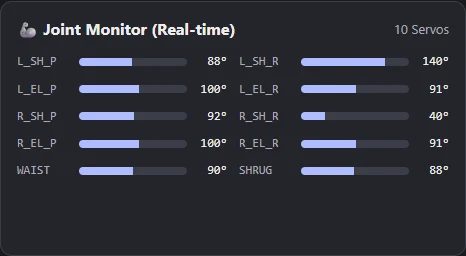 🦾 Joint Monitor (Real-time) 10 Servos
L_SH_P 88° L_SH_R 140°
L_EL_P 100° L_EL_R 91°
R_SH_P 92° R_SH_R 40°
R_EL_P 100° R_EL_R 91°
WAIST 90° SHRUG 88°